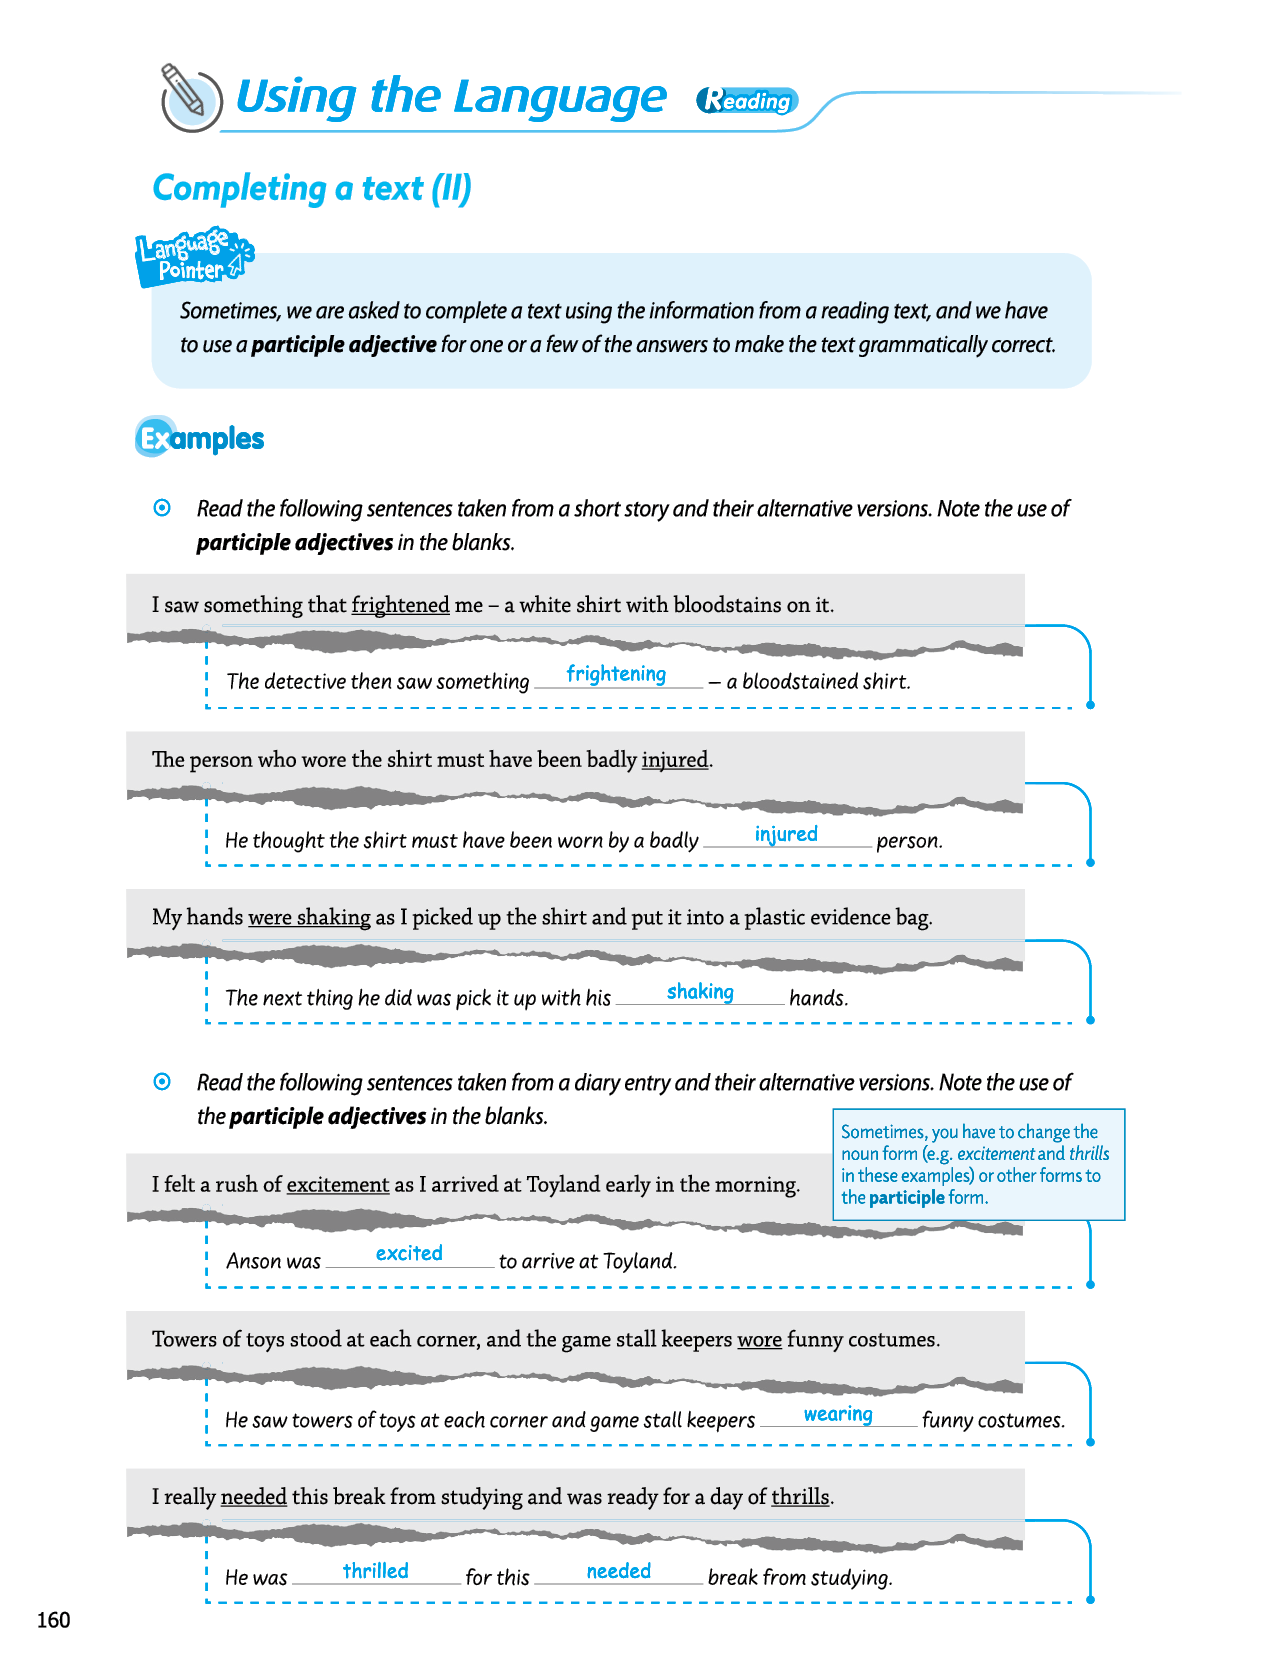 Using the Language Reading
Completing a text (II)
Language
Pointer
Sometimes, we are asked to complete a text using the information from a reading text, and we have
to use a participle adjective for one or a few of the answers to make the text grammatically correct.
Examples
Read the following sentences taken from a short story and their alternative versions. Note the use of
participle adjectives in the blanks.
I saw something that frightened me – a white shirt with bloodstains on it.
The detective then saw something frightening – a bloodstained shirt.
The person who wore the shirt must have been badly injured.
He thought the shirt must have been worn by a badly injured person.
My hands were shaking as I picked up the shirt and put it into a plastic evidence bag.
The next thing he did was pick it up with his shaking hands.
Read the following sentences taken from a diary entry and their alternative versions. Note the use of
the participle adjectives in the blanks.
Sometimes, you have to change the
noun form (e.g. excitement and thrills
in these examples) or other forms to
the participle form.
I felt a rush of excitement as I arrived at Toyland early in the morning.
Anson was excited to arrive at Toyland.
Towers of toys stood at each corner, and the game stall keepers wore funny costumes.
He saw towers of toys at each corner and game stall keepers wearing funny costumes.
I really needed this break from studying and was ready for a day of thrills.
He was thrilled for this needed break from studying.
160